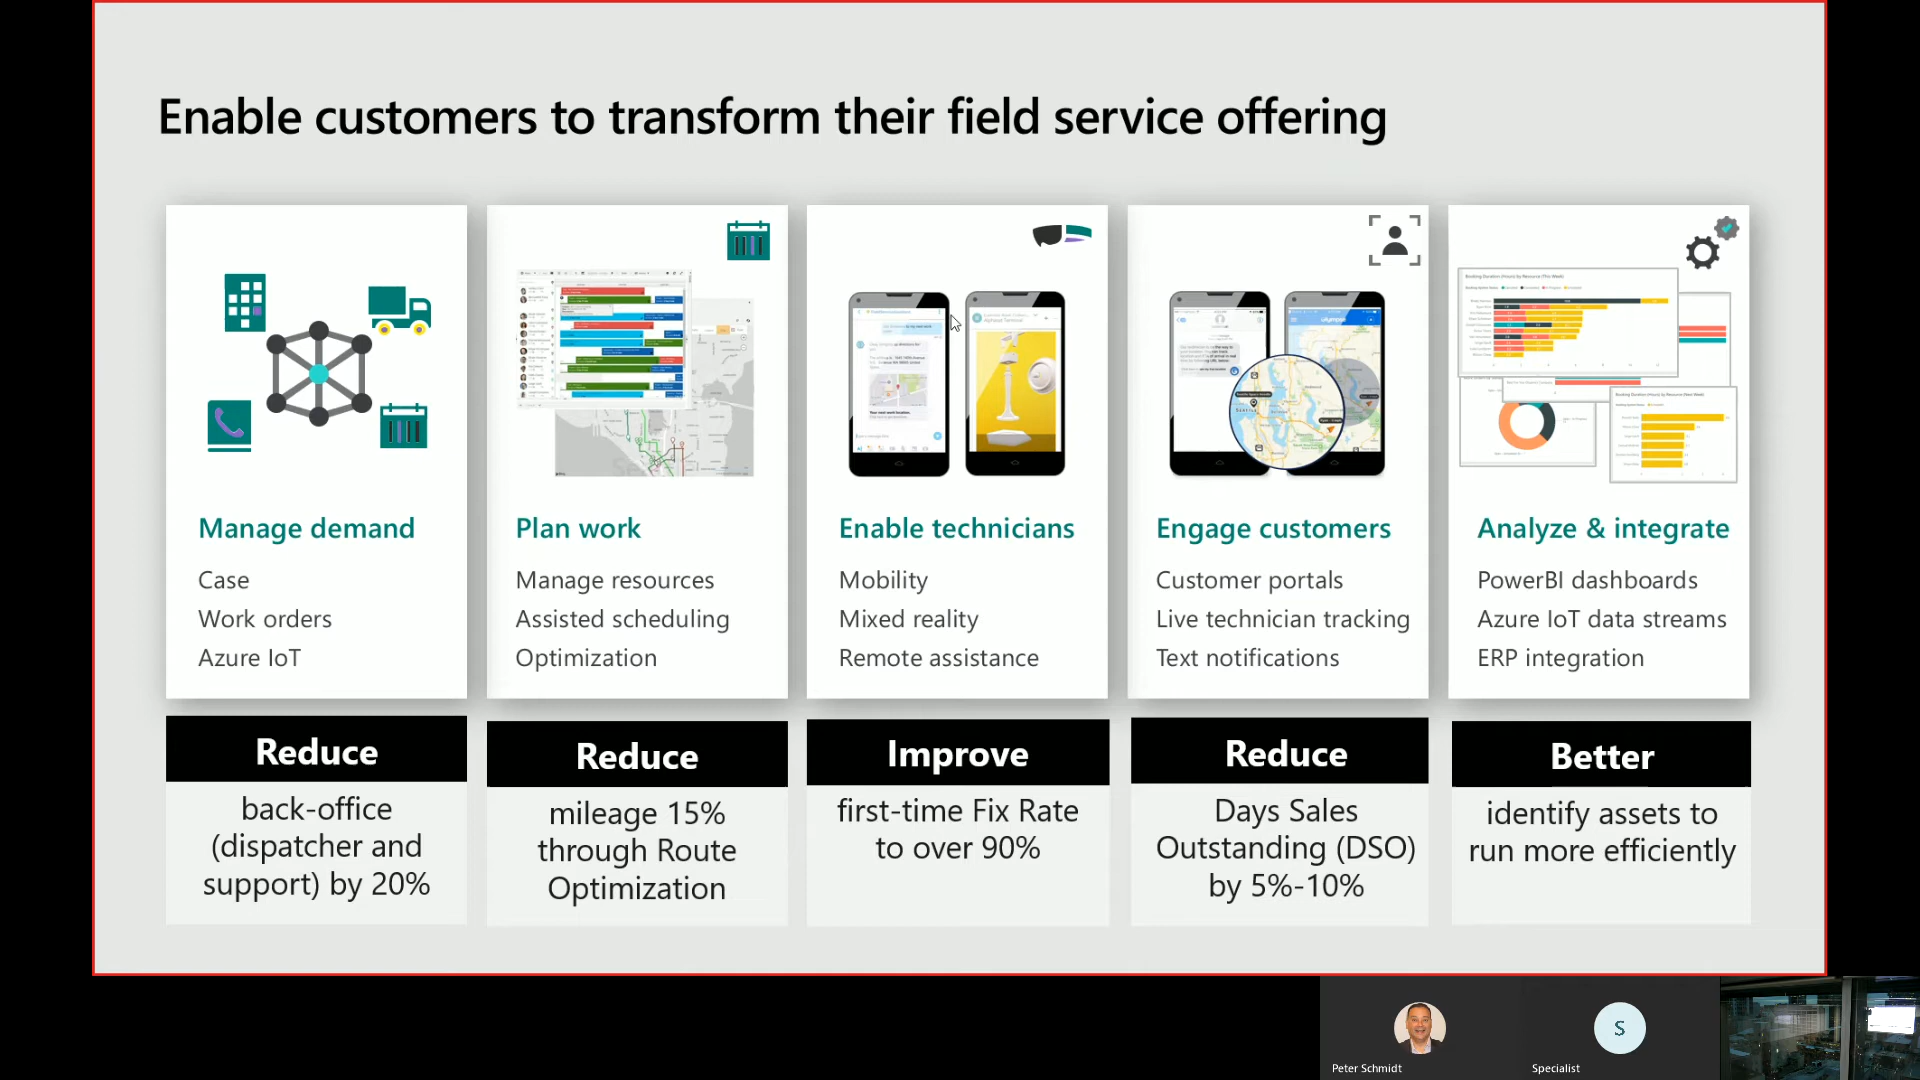 Enable customers to transform their field service offering
Manage demand
Case
Work orders
Azure IoT
Plan work
Manage resources
Assisted scheduling
Optimization
Enable technicians
Mobility
Mixed reality
Remote assistance
Engage customers
Customer portals
Live technician tracking
Text notifications
Analyze & integrate
PowerBI dashboards
Azure IoT data streams
ERP integration
Reduce
back-office
(dispatcher and
support) by 20%
Reduce
mileage 15%
through Route
Optimization
Improve
first-time Fix Rate
to over 90%
Reduce
Days Sales
Outstanding (DSO)
by 5%-10%
Better
identify assets to
run more efficiently
S
Peter Schmidt
Specialist